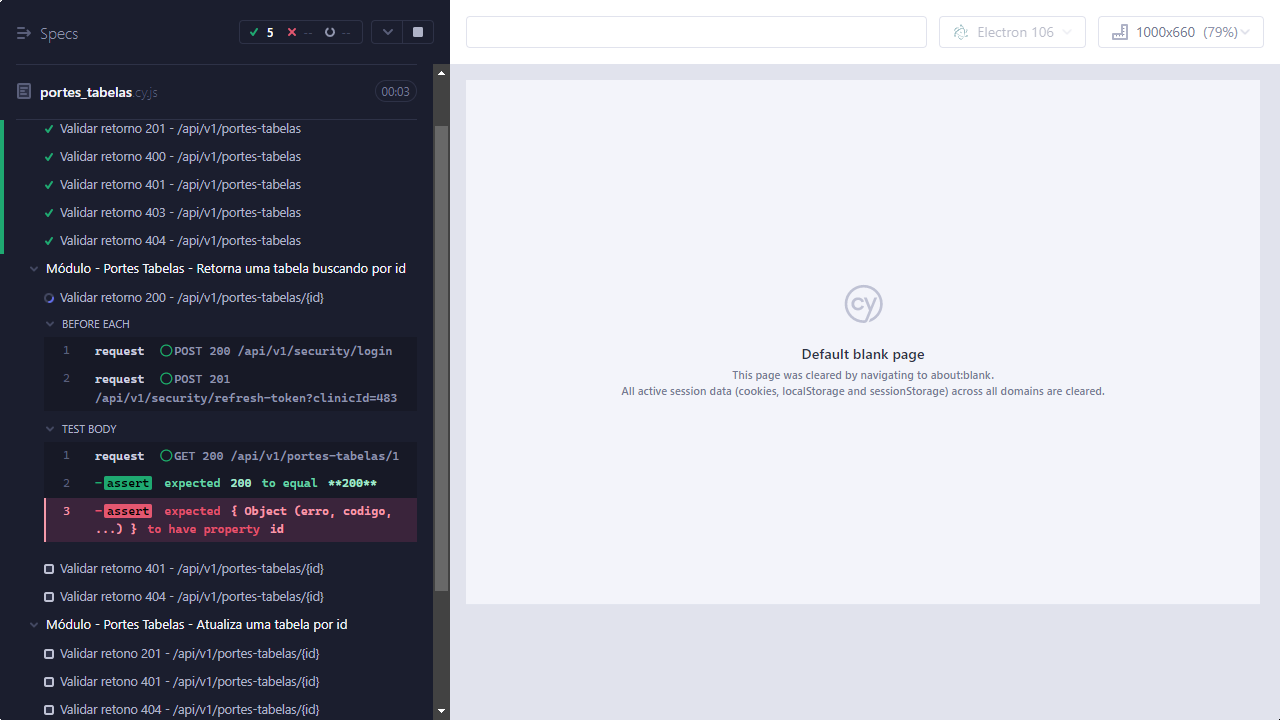 Specs
5
--
--
Electron 106
1000x660 (79%)
portes_tabelas.cy.js
00:03
Validar retorno 201 - /api/v1/portes-tabelas
Validar retorno 400 - /api/v1/portes-tabelas
Validar retorno 401 - /api/v1/portes-tabelas
Validar retorno 403 - /api/v1/portes-tabelas
Validar retorno 404 - /api/v1/portes-tabelas
Módulo - Portes Tabelas - Retorna uma tabela buscando por id
Validar retorno 200 - /api/v1/portes-tabelas/{id}
BEFORE EACH
1 request POST 200 /api/v1/security/login
2 request POST 201
/api/v1/security/refresh-token?clinicId=483
TEST BODY
1 request GET 200 /api/v1/portes-tabelas/1
2 -assert expected 200 to equal **200**
3 -assert expected { Object (erro, codigo,
...) } to have property id
Validar retorno 401 - /api/v1/portes-tabelas/{id}
Validar retorno 404 - /api/v1/portes-tabelas/{id}
Módulo - Portes Tabelas - Atualiza uma tabela por id
Validar retono 201 - /api/v1/portes-tabelas/{id}
Validar retono 401 - /api/v1/portes-tabelas/{id}
Validar retono 404 - /api/v1/portes-tabelas/{id}
cy
Default blank page
This page was cleared by navigating to about:blank.
All active session data (cookies, localStorage and sessionStorage) across all domains are cleared.